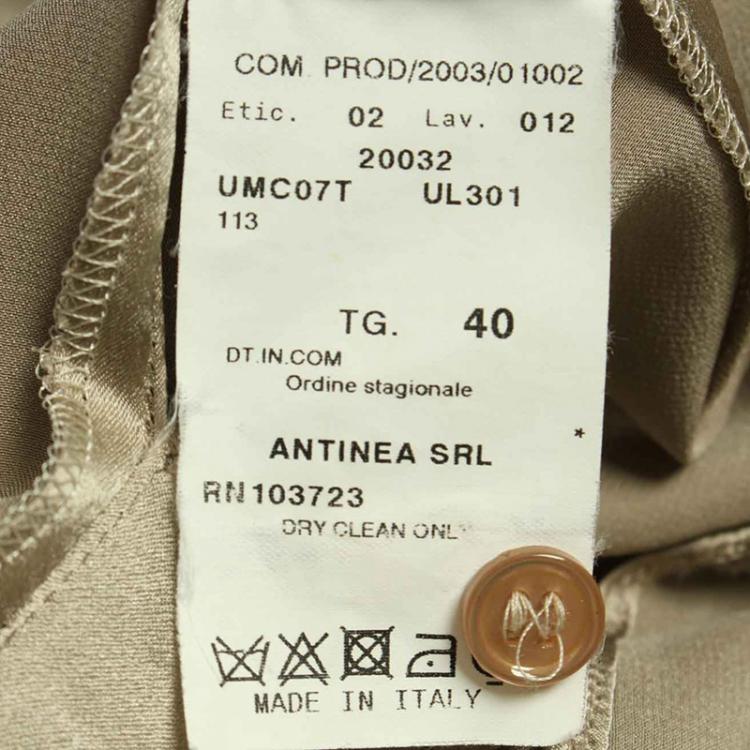 COM PROD/2003/01002
Etic. 02 Lav. 012
20032
UMC07T UL301
113
TG. 40
DT.IN.COM
Ordine stagionale
*
ANTINEA SRL
RN103723
DRY CLEAN ONLY
MADE IN ITALY